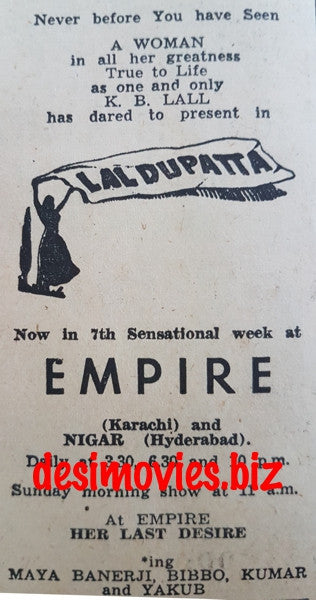 Never before You have Seen
A WOMAN
in all her greatness
True to Life
as one and only
K. B. LALL
has dared to present in
LAL DUPATTA
Now in 7th Sensational week at
EMPIRE
(Karachi) and
NIGAR (Hyderabad).
Daily at 3.30, 6.30 and 10 p.m.
desimovies.biz
Sunday morning show at 11 a.m.
At EMPIRE
HER LAST DESIRE
*ing
MAYA BANERJI, BIBBO, KUMAR
and YAKUB